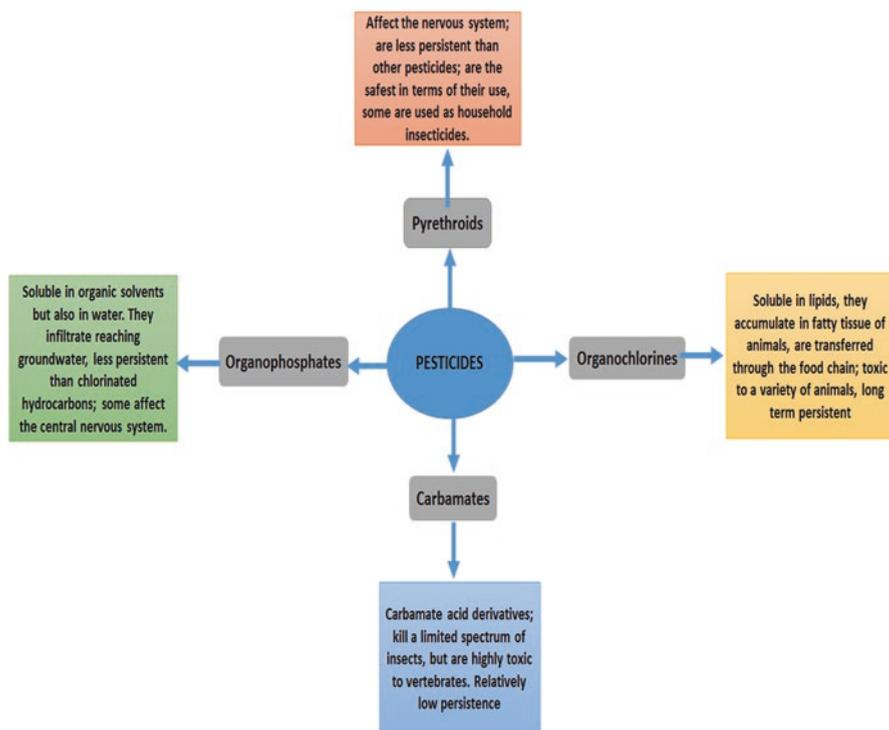 Affect the nervous system;
are less persistent than
other pesticides; are the
safest in terms of their use,
some are used as household
insecticides.
Pyrethroids
Soluble in organic solvents
but also in water. They
infiltrate reaching
groundwater, less persistent
than chlorinated
hydrocarbons; some affect
the central nervous system.
Organophosphates
PESTICIDES
Organochlorines
Soluble in lipids, they
accumulate in fatty tissue of
animals, are transferred
through the food chain; toxic
to a variety of animals, long
term persistent
Carbamates
Carbamate acid derivatives;
kill a limited spectrum of
insects, but are highly toxic
to vertebrates. Relatively
low persistence